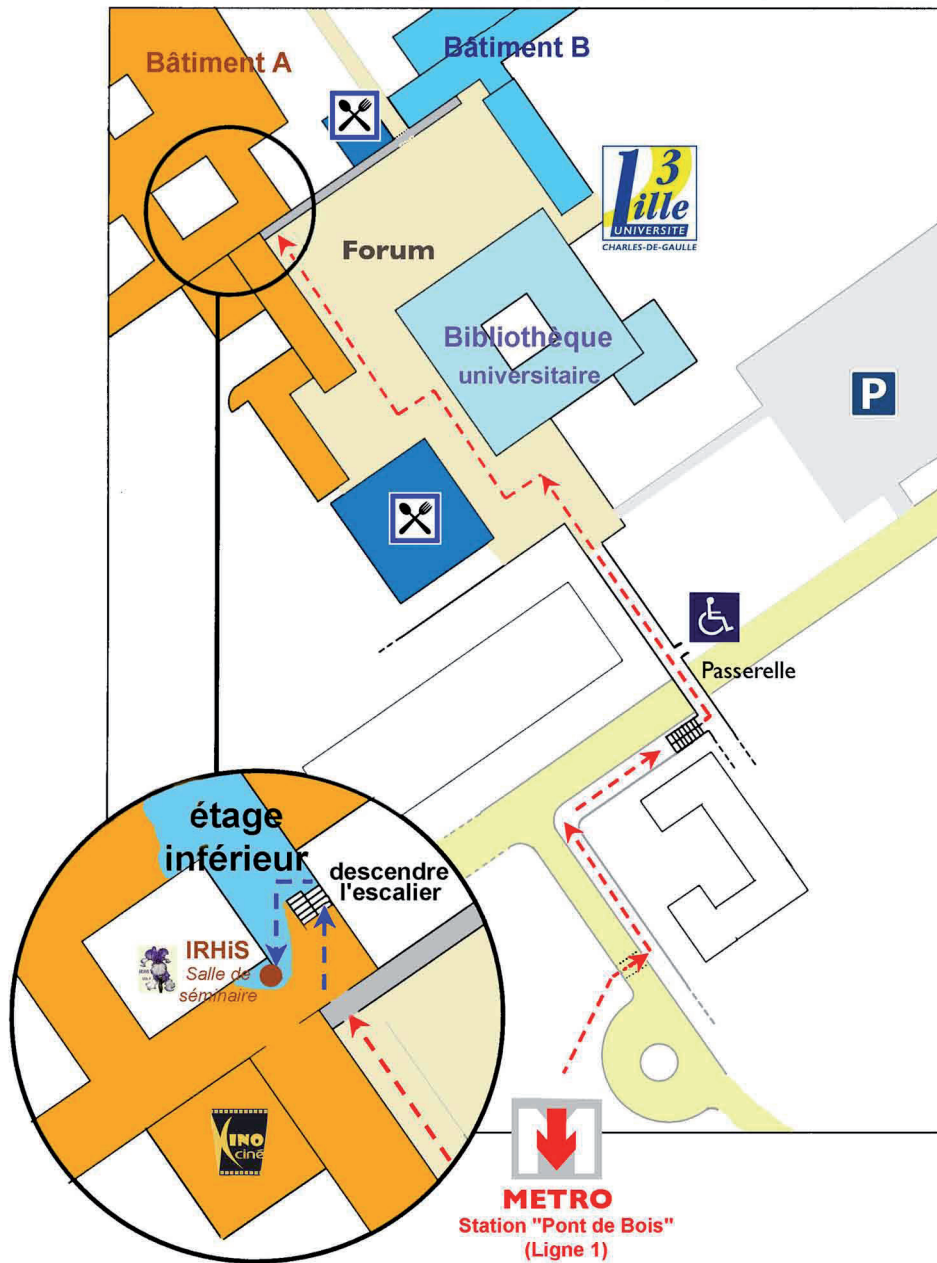 Bâtiment A
Bâtiment B
Lille 3
UNIVERSITE
CHARLES-DE-GAULLE
Forum
Bibliothèque
universitaire
P
Passerelle
étage
inférieur
descendre
l'escalier
IRHiS
Salle de
séminaire
KINO
ciné
METRO
Station "Pont de Bois"
(Ligne 1)